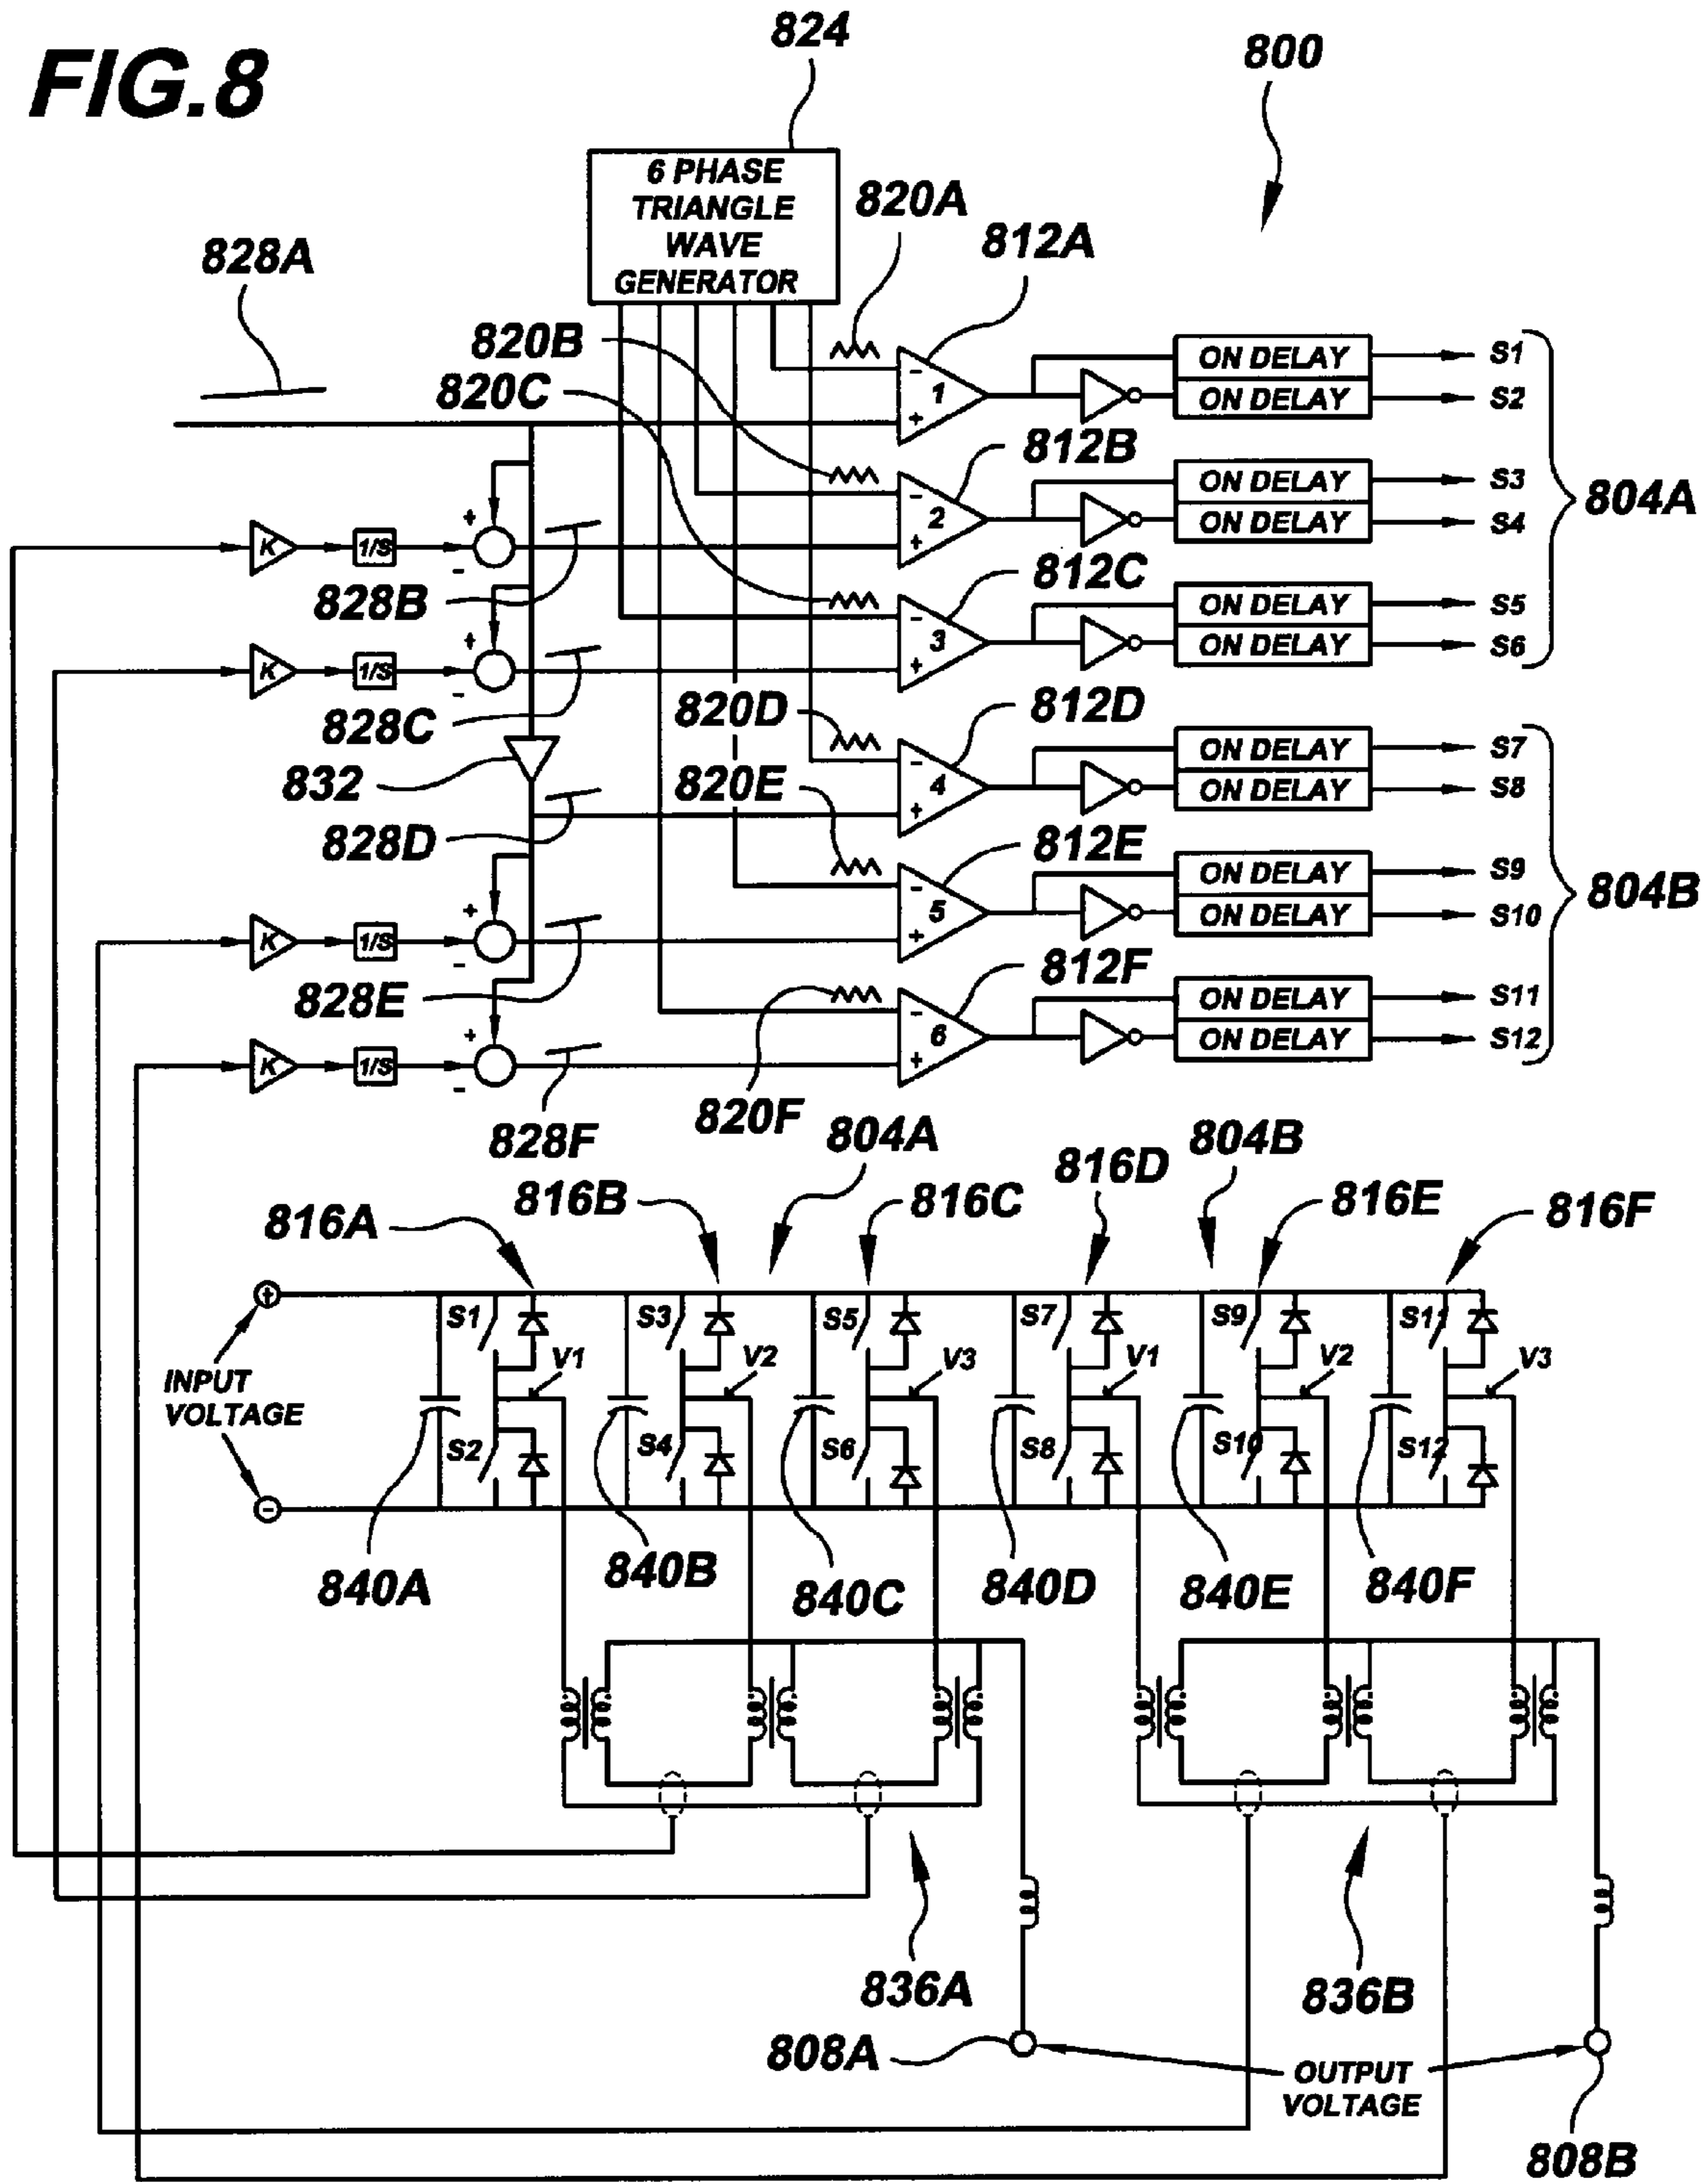 FIG.8
824
800
6 PHASE
TRIANGLE
WAVE
GENERATOR
820A
812A
828A
820B
820C
- 1 +
ON DELAY S1
ON DELAY S2
812B
- 2 +
ON DELAY S3
ON DELAY S4
804A
+ K 1/S -
828B
812C
- 3 +
ON DELAY S5
ON DELAY S6
+ K 1/S -
828C
820D
812D
832
- 4 +
ON DELAY S7
ON DELAY S8
828D
820E
812E
- 5 +
ON DELAY S9
ON DELAY S10
804B
+ K 1/S -
828E
812F
- 6 +
ON DELAY S11
ON DELAY S12
+ K 1/S -
820F
828F
804A
816D
804B
816A
816B
816C
816E
816F
+
S1 S3 S5 S7 S9 S11
V1 V2 V3 V1 V2 V3
INPUT
VOLTAGE
S2 S4 S6 S8 S10 S12
-
840A
840B
840C
840D
840E
840F
836A
836B
808A
OUTPUT
VOLTAGE
808B